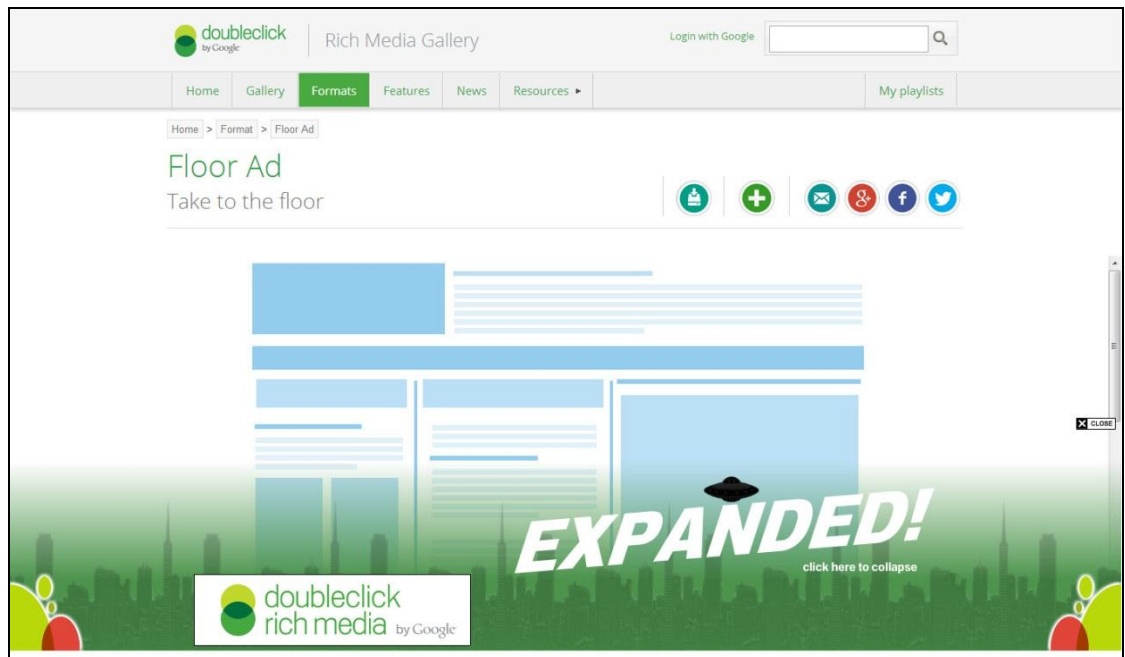 doubleclick
by Google
Rich Media Gallery
Login with Google
Home Gallery Formats Features News Resources ▸ My playlists
Home > Format > Floor Ad
Floor Ad
Take to the floor
g+ f
X CLOSE
EXPANDED!
click here to collapse
doubleclick
rich media by Google